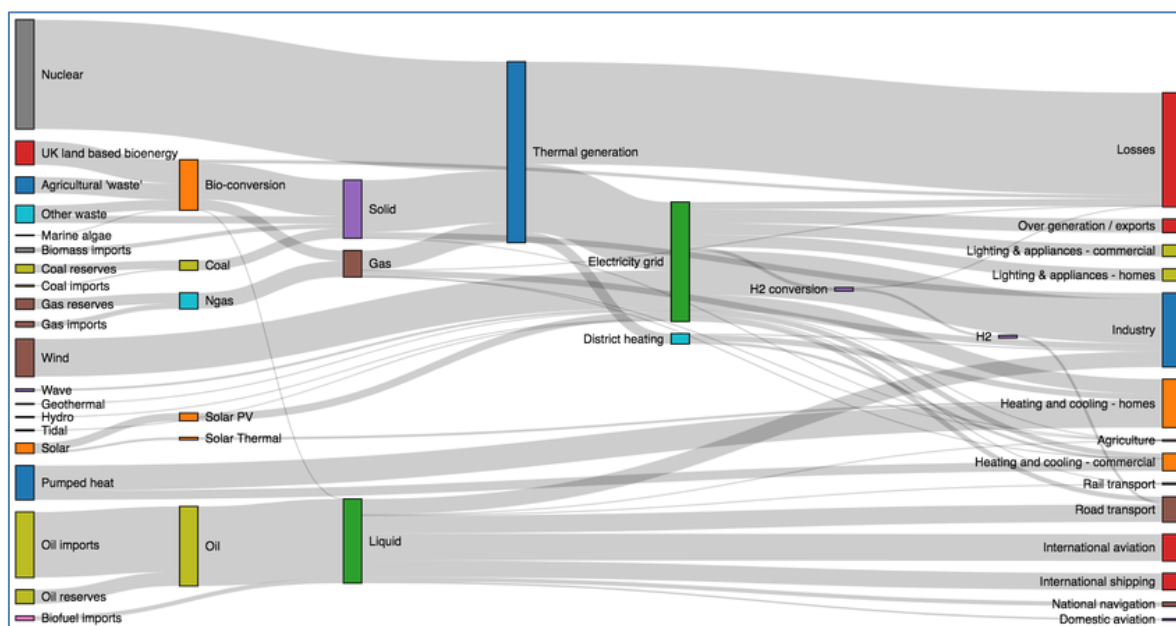 Nuclear
UK land based bioenergy
Agricultural 'waste'
Other waste
Marine algae
Biomass imports
Coal reserves
Coal imports
Gas reserves
Gas imports
Wind
Wave
Geothermal
Hydro
Tidal
Solar
Pumped heat
Oil imports
Oil reserves
Biofuel imports
Bio-conversion
Coal
Ngas
Solar PV
Solar Thermal
Oil
Solid
Gas
Liquid
Thermal generation
Electricity grid
District heating
H2 conversion
H2
Losses
Over generation / exports
Lighting & appliances - commercial
Lighting & appliances - homes
Industry
Heating and cooling - homes
Agriculture
Heating and cooling - commercial
Rail transport
Road transport
International aviation
International shipping
National navigation
Domestic aviation